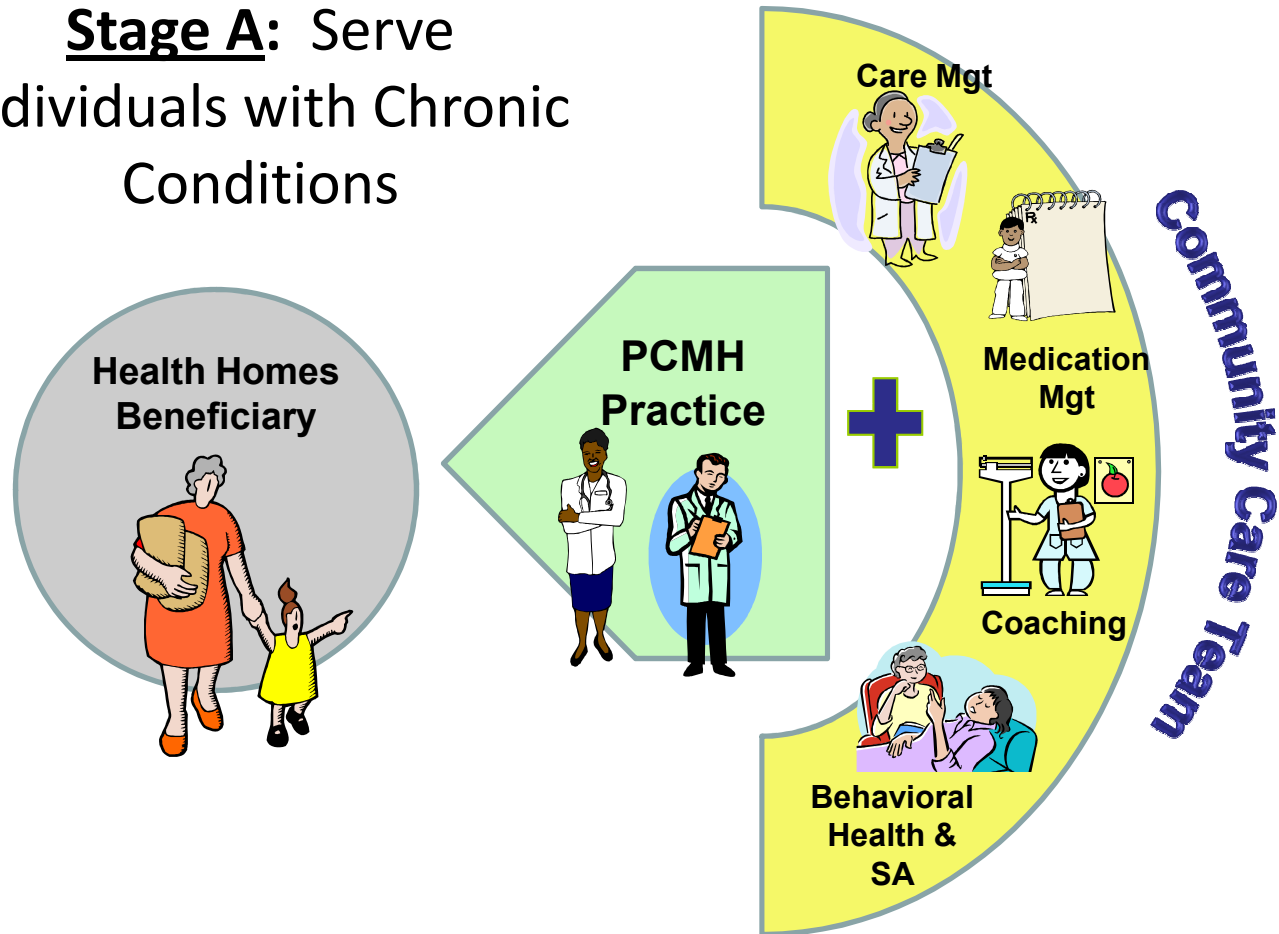 Stage A: Serve
dividuals with Chronic
Conditions
Care Mgt
Rx
Medication
Mgt
Coaching
Behavioral
Health &
SA
Community Care Team
PCMH
Practice
Health Homes
Beneficiary